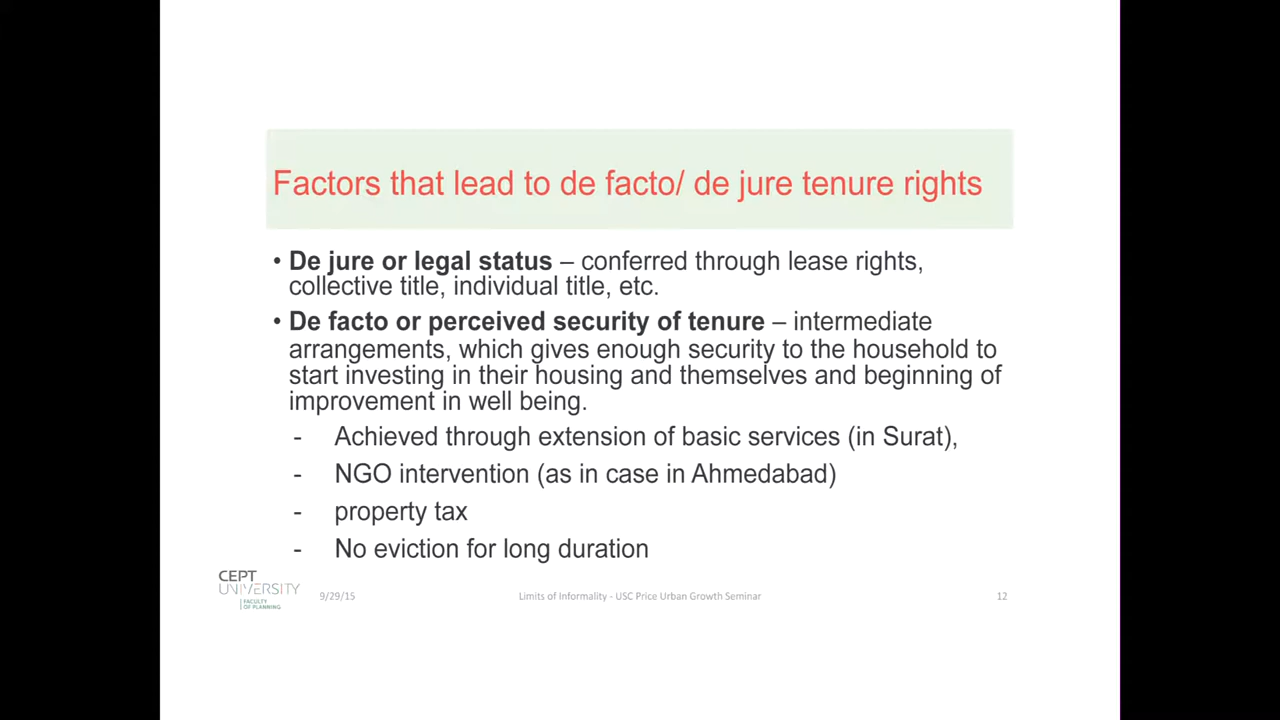 Factors that lead to de facto/ de jure tenure rights
• De jure or legal status – conferred through lease rights,
collective title, individual title, etc.
• De facto or perceived security of tenure – intermediate
arrangements, which gives enough security to the household to
start investing in their housing and themselves and beginning of
improvement in well being.
- Achieved through extension of basic services (in Surat),
- NGO intervention (as in case in Ahmedabad)
- property tax
- No eviction for long duration
CEPT
UNIVERSITY
FACULTY
OF PLANNING
9/29/15
Limits of Informality - USC Price Urban Growth Seminar
12